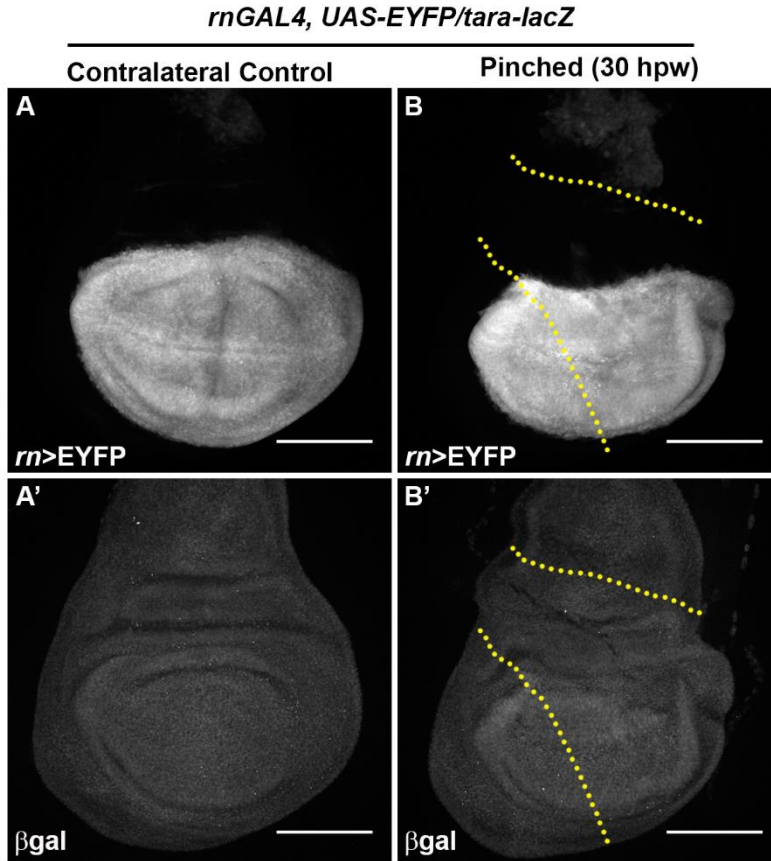 rnGAL4, UAS-EYFP/tara-lacZ
Contralateral Control
Pinched (30 hpw)
A
B
rn>EYFP
rn>EYFP
A’
B’
βgal
βgal